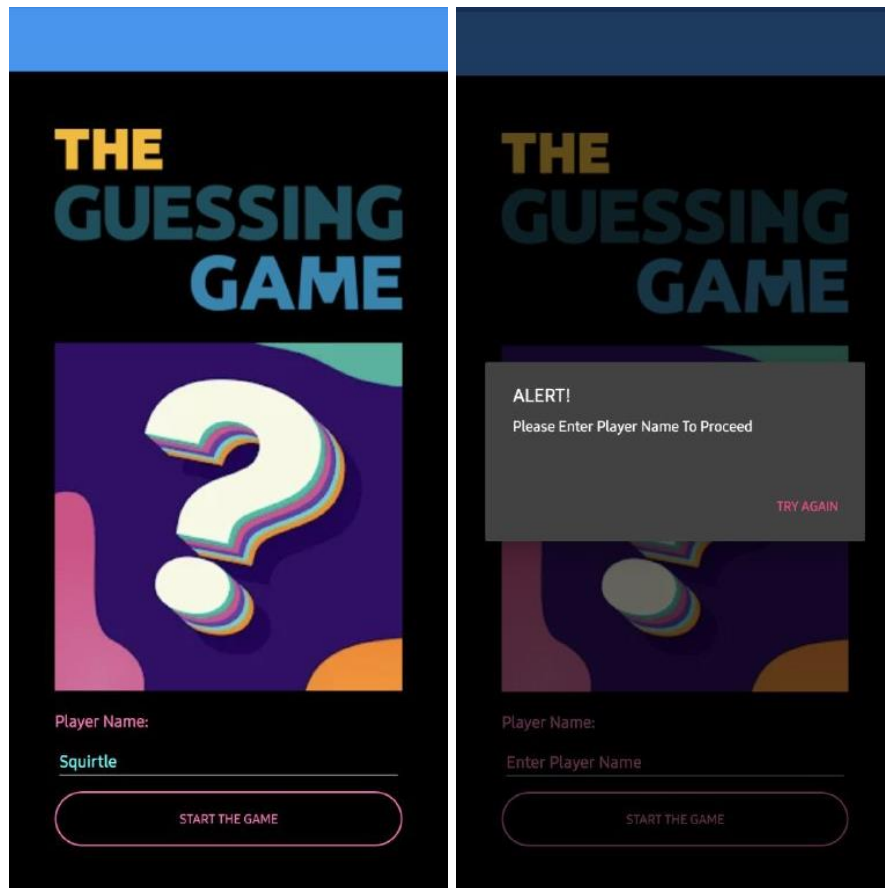 THE
GUESSING
GAME
Player Name:
Squirtle
START THE GAME
THE
GUESSING
GAME
ALERT!
Please Enter Player Name To Proceed
TRY AGAIN
Player Name:
Enter Player Name
START THE GAME